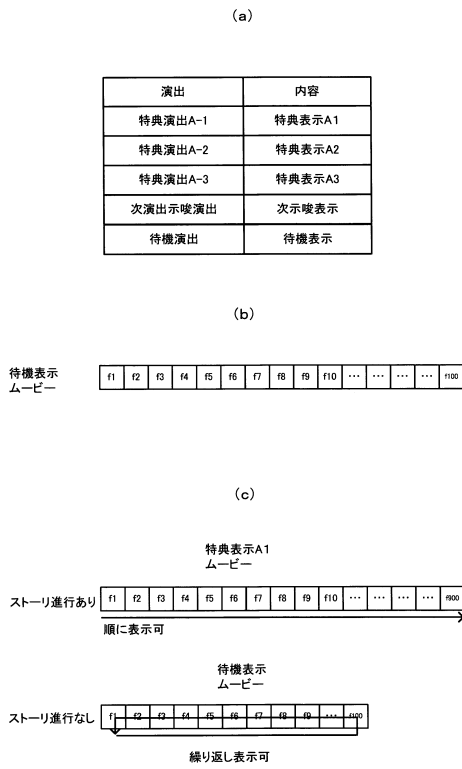 (a)
演出 内容
特典演出A-1 特典表示A1
特典演出A-2 特典表示A2
特典演出A-3 特典表示A3
次演出示唆演出 次示唆表示
待機演出 待機表示
(b)
待機表示
ムービー
f1 f2 f3 f4 f5 f6 f7 f8 f9 f10 … … … … f100
(c)
特典表示A1
ムービー
ストーリ進行あり f1 f2 f3 f4 f5 f6 f7 f8 f9 f10 … … … … f900
順に表示可
待機表示
ムービー
ストーリ進行なし f1 f2 f3 f4 f5 f6 f7 f8 f9 … f100
繰り返し表示可